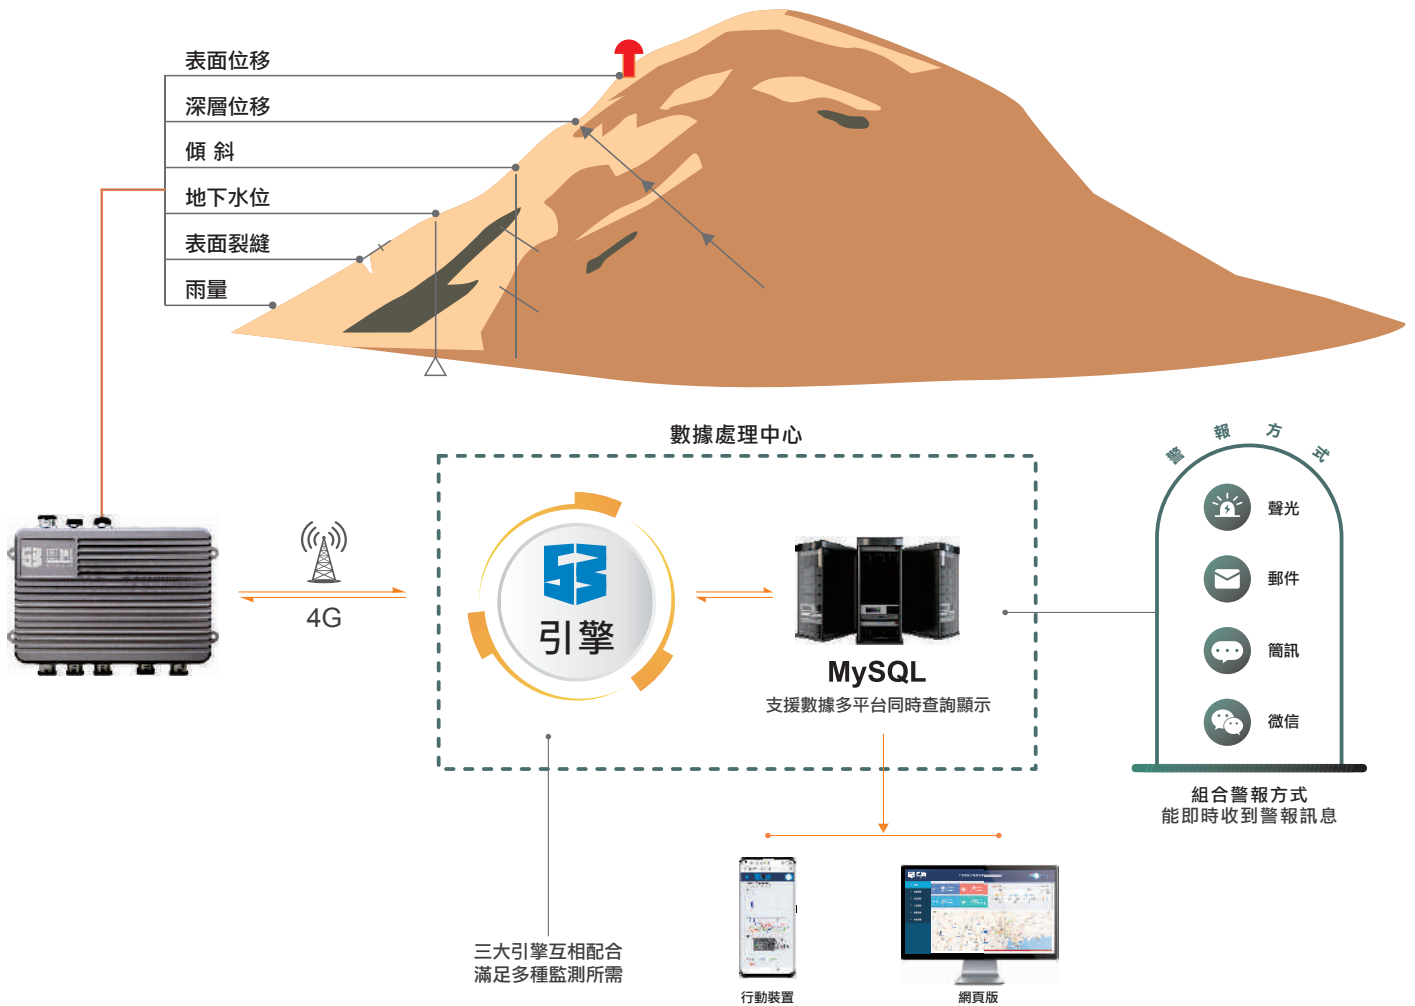 表面位移
深層位移
傾 斜
地下水位
表面裂縫
雨量
數據處理中心
警報方式
聲光
郵件
簡訊
微信
4G
引擎
MySQL
支援數據多平台同時查詢顯示
組合警報方式
能即時收到警報訊息
三大引擎互相配合
滿足多種監測所需
行動裝置
網頁版